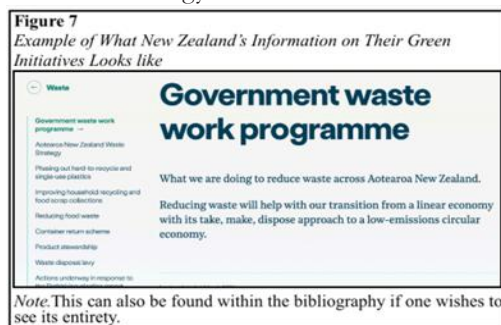 Figure 7
Example of What New Zealand's Information on Their Green
Initiatives Looks like
Waste
Government waste work
programme →
Aotearoa New Zealand Waste
Strategy
Phasing out hard-to-recycle and
single-use plastics
Improving household recycling and
food scrap collections
Reducing food waste
Container return scheme
Product stewardship
Waste disposal levy
Actions underway in response to
Government waste
work programme
What we are doing to reduce waste across Aotearoa New Zealand.
Reducing waste will help with our transition from a linear economy
with its take, make, dispose approach to a low-emissions circular
economy.
Note.This can also be found within the bibliography if one wishes to
see its entirety.